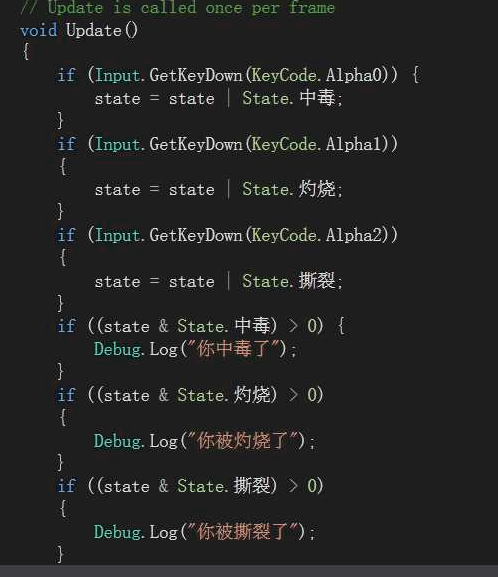 // Update is called once per frame
void Update()
{
if (Input.GetKeyDown(KeyCode.Alpha0)) {
state = state | State.中毒;
}
if (Input.GetKeyDown(KeyCode.Alpha1))
{
state = state | State.灼烧;
}
if (Input.GetKeyDown(KeyCode.Alpha2))
{
state = state | State.撕裂;
}
if ((state & State.中毒) > 0) {
Debug.Log("你中毒了");
}
if ((state & State.灼烧) > 0)
{
Debug.Log("你被灼烧了");
}
if ((state & State.撕裂) > 0)
{
Debug.Log("你被撕裂了");
}